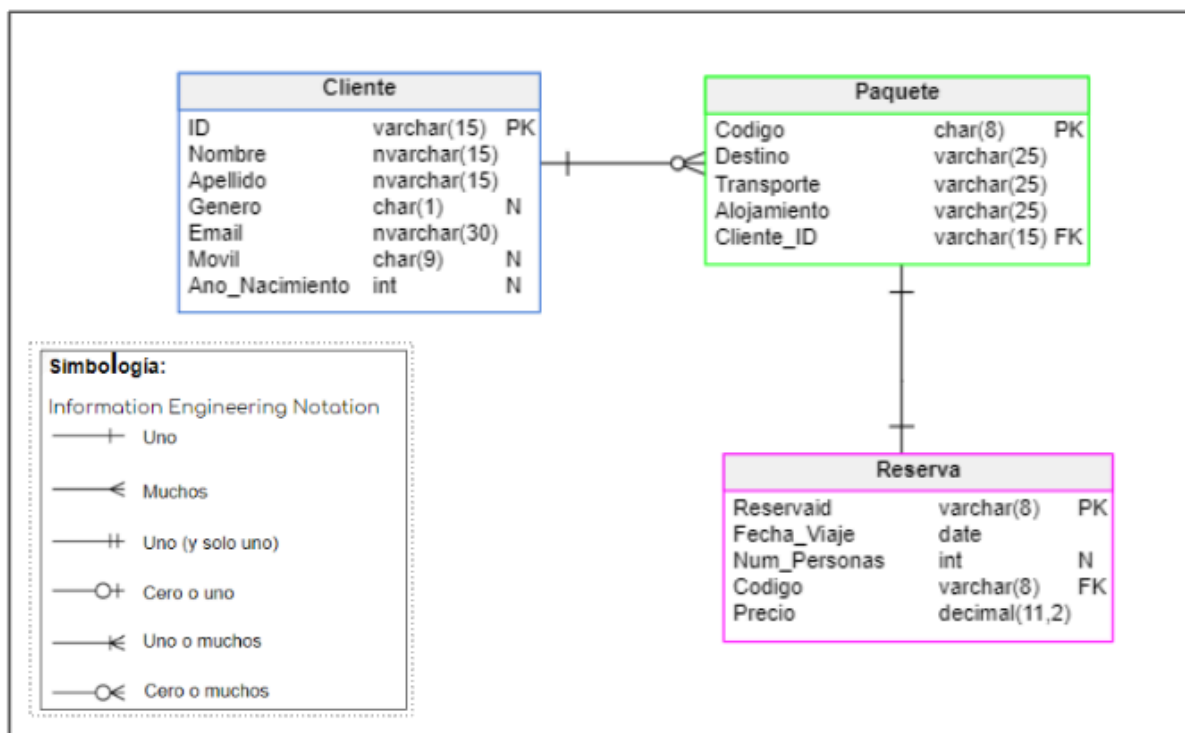 Cliente
ID varchar(15) PK
Nombre nvarchar(15)
Apellido nvarchar(15)
Genero char(1) N
Email nvarchar(30)
Movil char(9) N
Ano_Nacimiento int N
Paquete
Codigo char(8) PK
Destino varchar(25)
Transporte varchar(25)
Alojamiento varchar(25)
Cliente_ID varchar(15) FK
Simbología:
Information Engineering Notation
Uno
Muchos
Uno (y solo uno)
Cero o uno
Uno o muchos
Cero o muchos
Reserva
Reservaid varchar(8) PK
Fecha_Viaje date
Num_Personas int N
Codigo varchar(8) FK
Precio decimal(11,2)